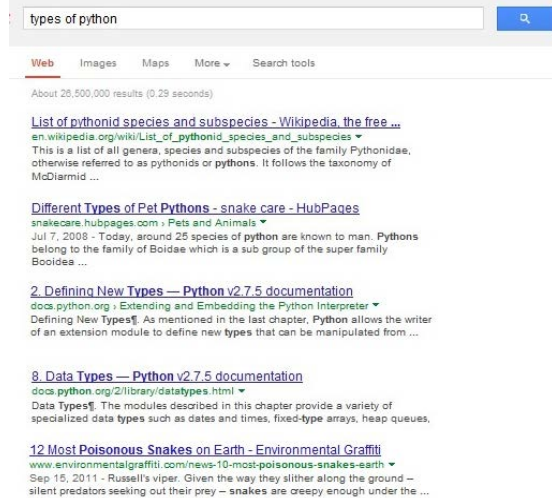 types of python
Web Images Maps More Search tools
About 26,500,000 results (0.29 seconds)
List of pythonid species and subspecies - Wikipedia, the free ...
en.wikipedia.org/wiki/List_of_pythonid_species_and_subspecies
This is a list of all genera, species and subspecies of the family Pythonidae,
otherwise referred to as pythonids or pythons. It follows the taxonomy of
McDiarmid ...
Different Types of Pet Pythons - snake care - HubPages
snakecare.hubpages.com › Pets and Animals
Jul 7, 2008 - Today, around 25 species of python are known to man. Pythons
belong to the family of Boidae which is a sub group of the super family
Booidea ...
2. Defining New Types — Python v2.7.5 documentation
docs.python.org › Extending and Embedding the Python Interpreter
Defining New Types¶. As mentioned in the last chapter, Python allows the writer
of an extension module to define new types that can be manipulated from ...
8. Data Types — Python v2.7.5 documentation
docs.python.org/2/library/datatypes.html
Data Types¶. The modules described in this chapter provide a variety of
specialized data types such as dates and times, fixed-type arrays, heap queues,
12 Most Poisonous Snakes on Earth - Environmental Graffiti
www.environmentalgraffiti.com/news-10-most-poisonous-snakes-earth
Sep 15, 2011 - Russell's viper. Given the way they slither along the ground –
silent predators seeking out their prey – snakes are creepy enough under the ...